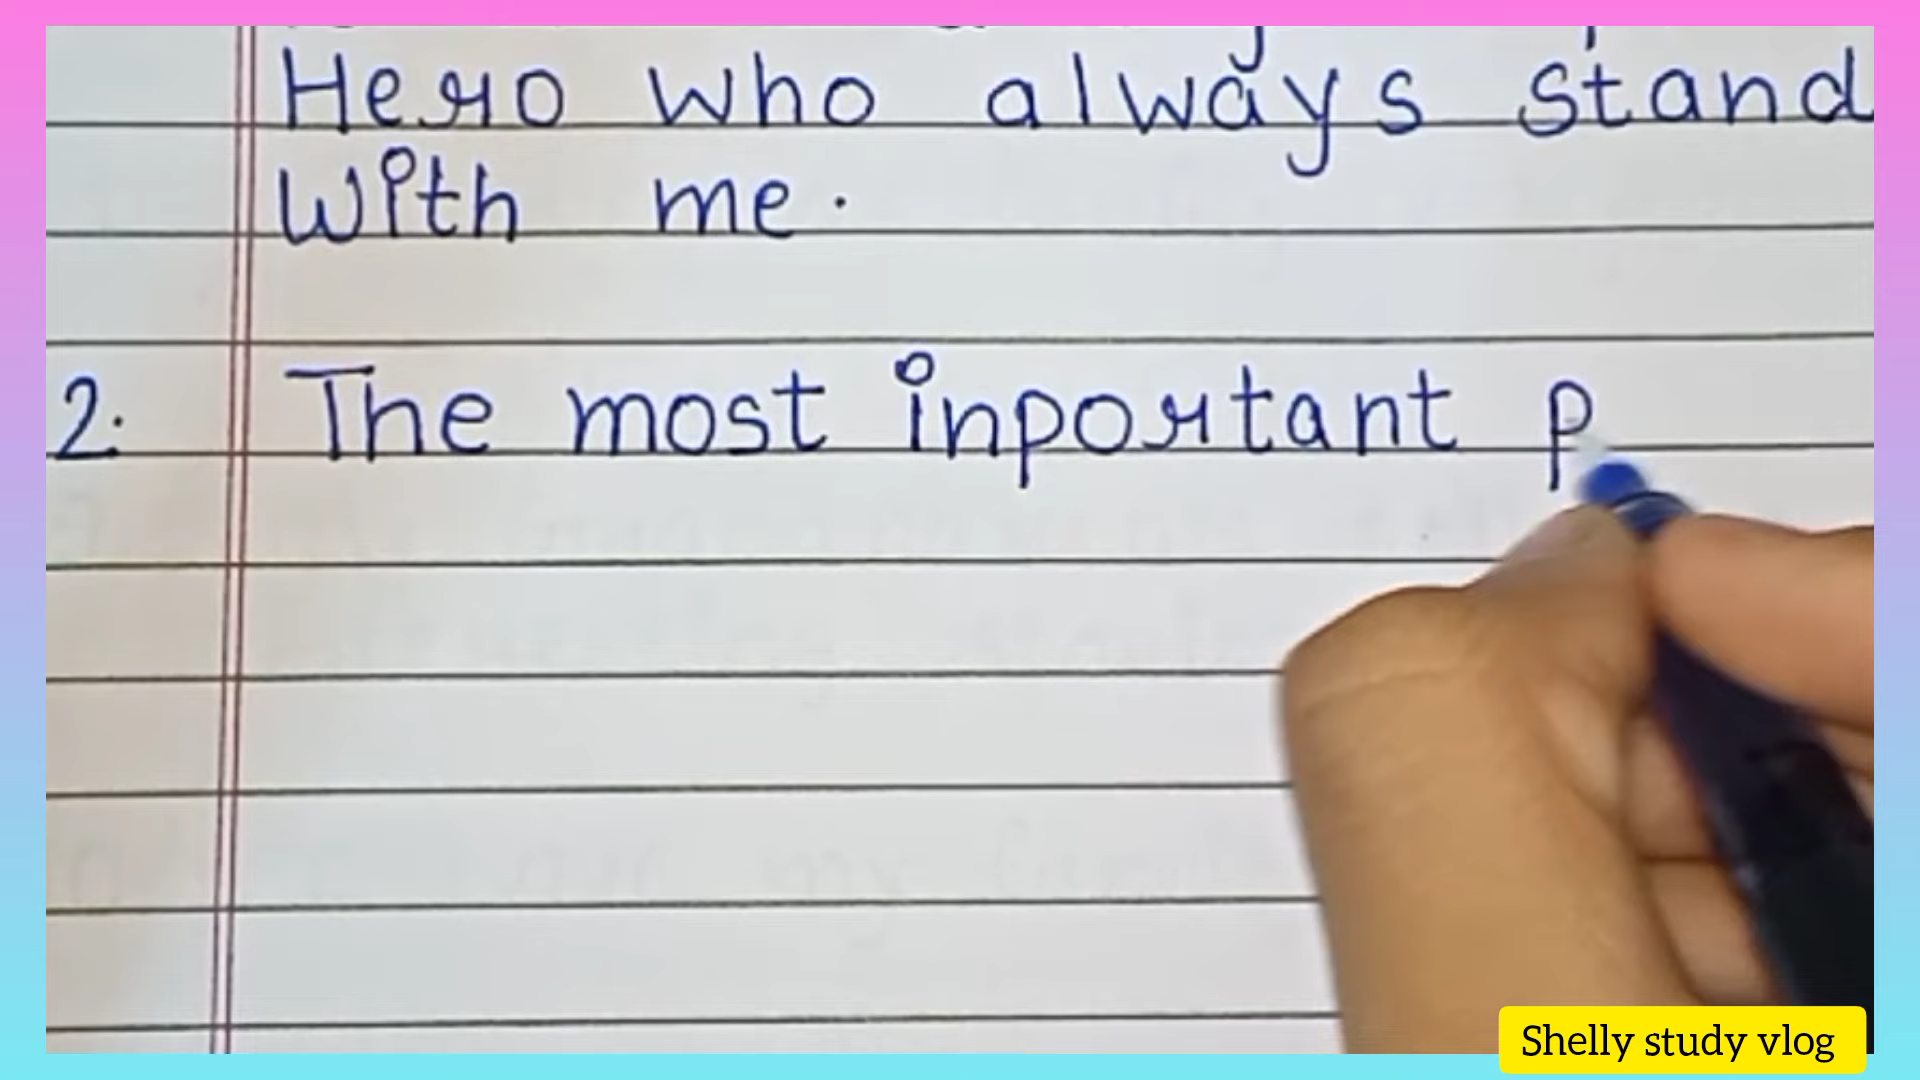 Hero who always stand
With me.
2. The most inportant p
Shelly study vlog